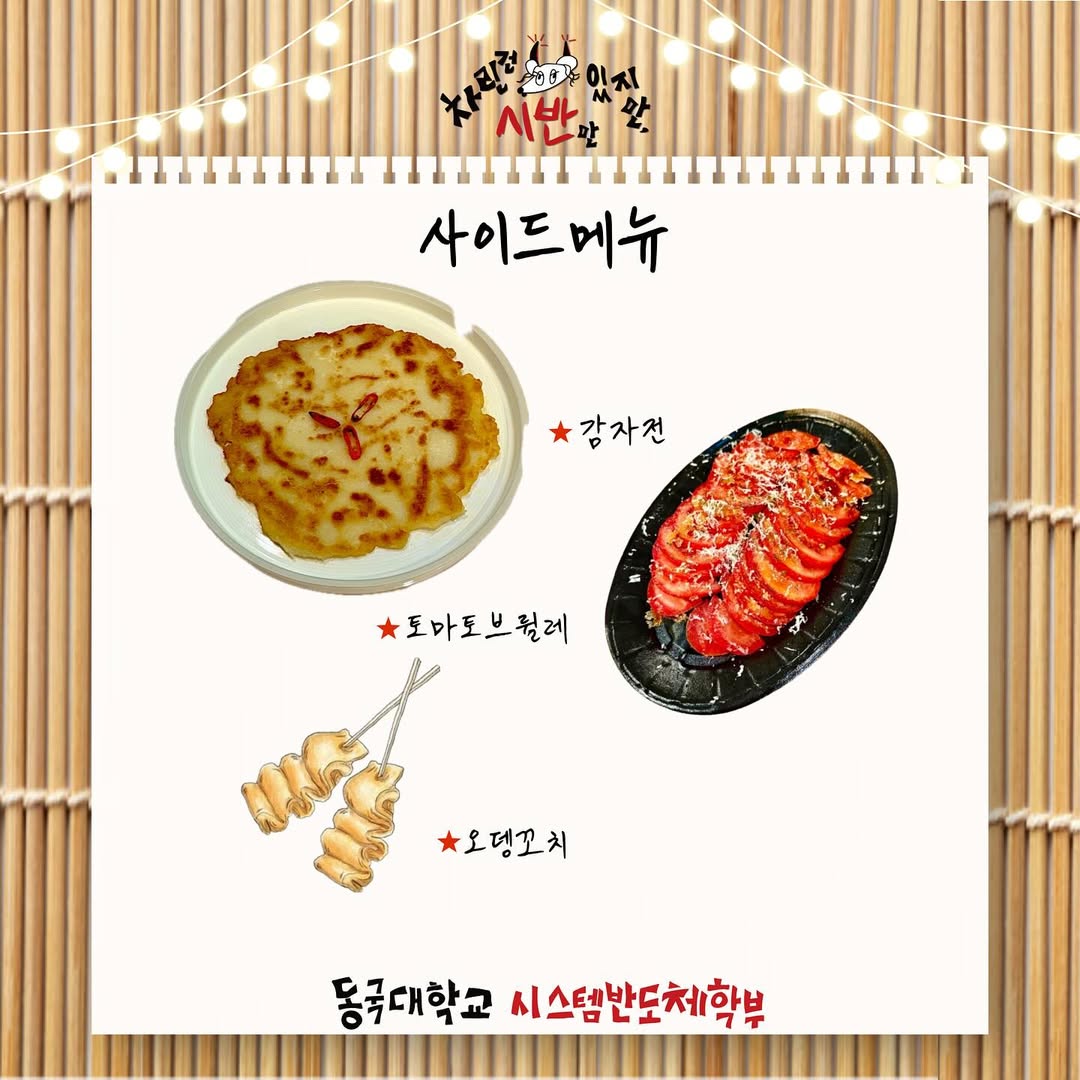 차린건 있지만,
시반만
사이드메뉴
★감자전
★토마토브륄레
★오뎅꼬치
동국대학교 시스템반도체학부